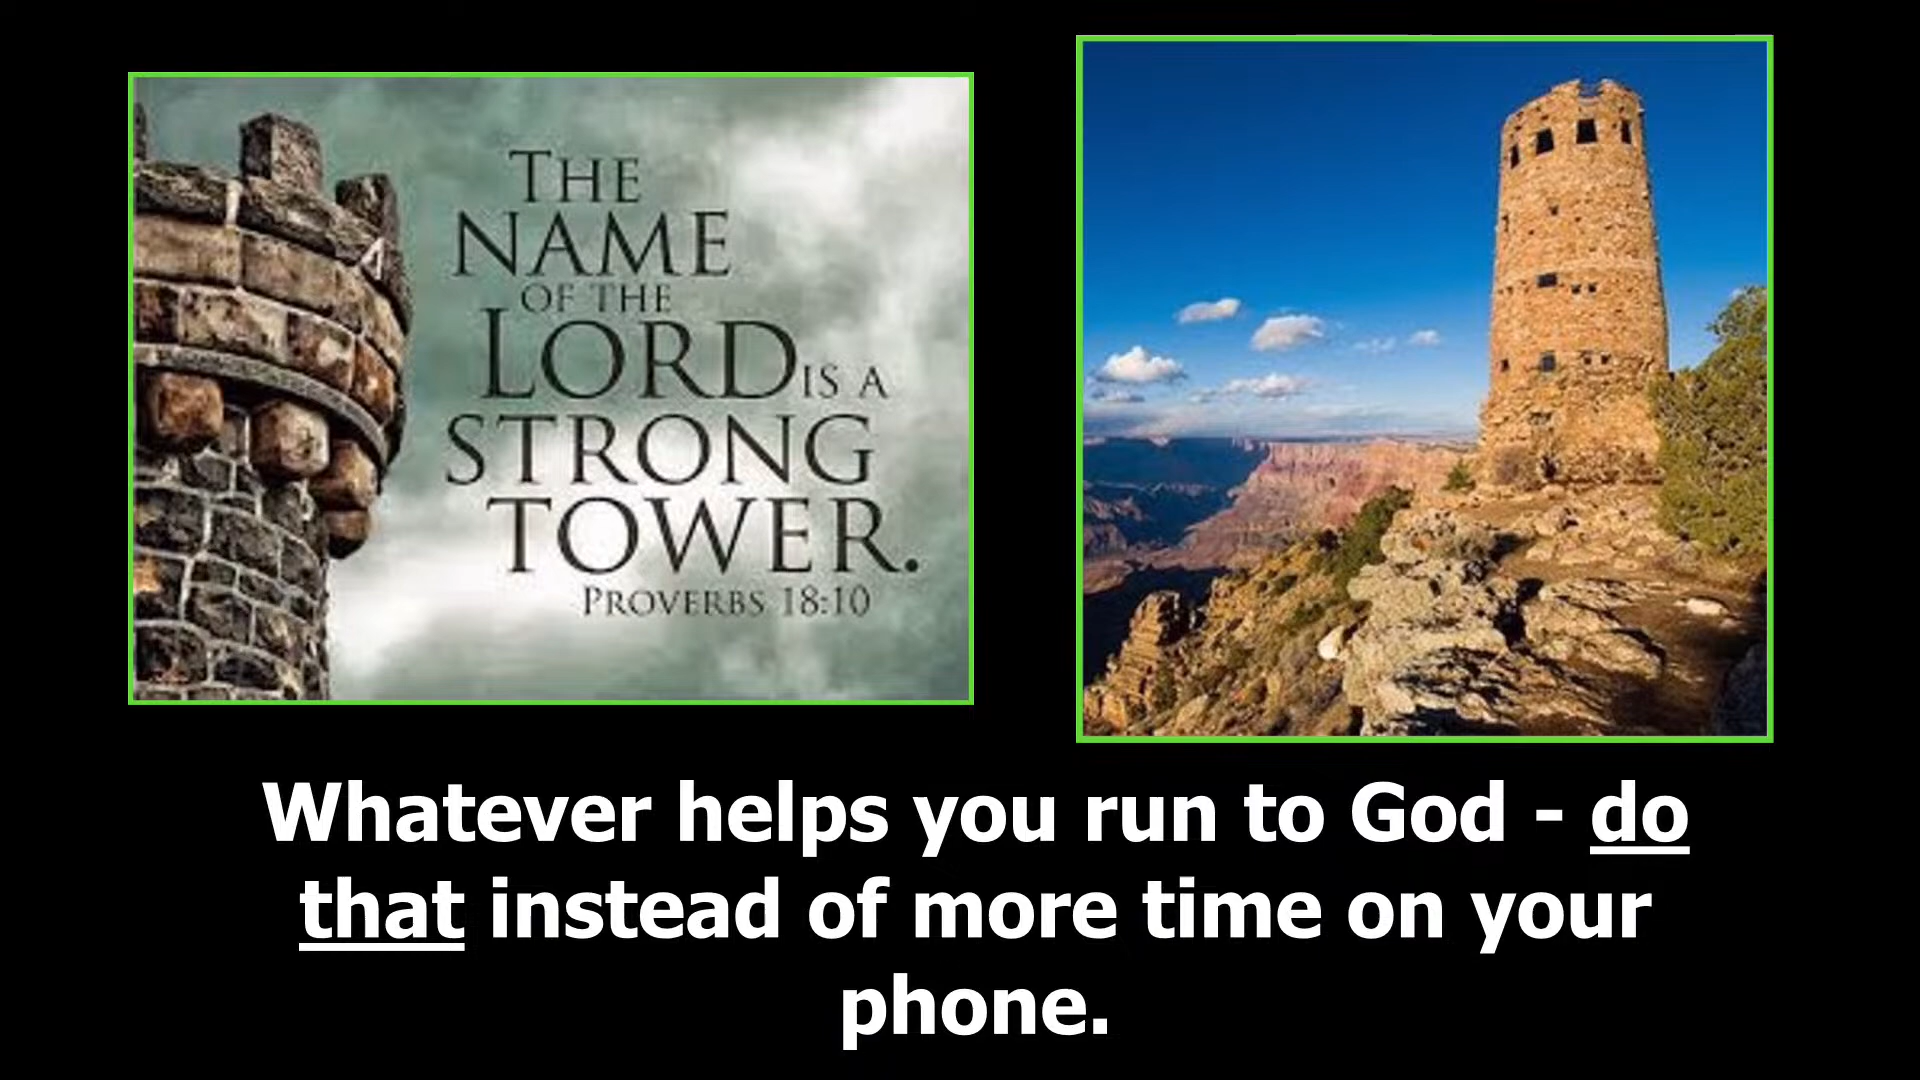 THE
NAME
OF THE
LORD IS A
STRONG
TOWER.
PROVERBS 18:10
Whatever helps you run to God - do
that instead of more time on your
phone.